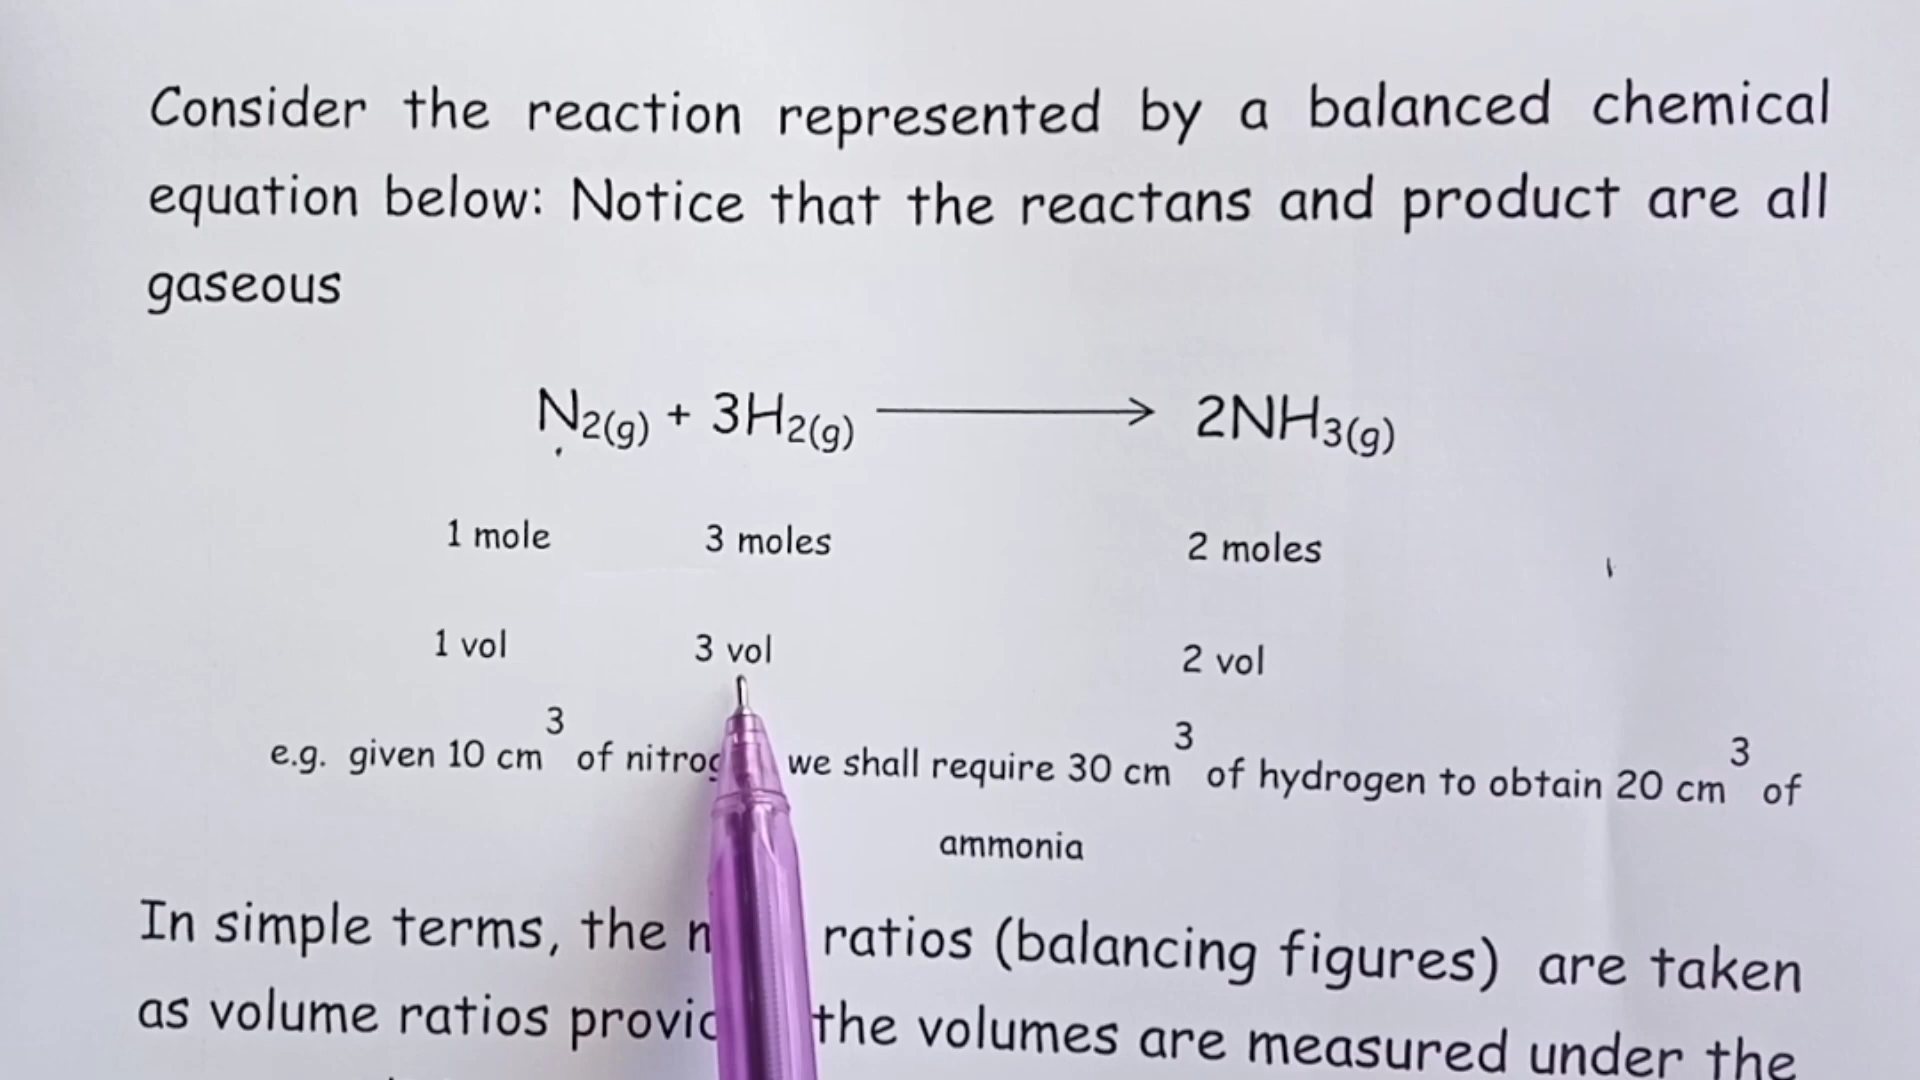 Consider the reaction represented by a balanced chemical
equation below: Notice that the reactans and product are all
gaseous
N₂(g) + 3H₂(g) ⟶ 2NH₃(g)
1 mole 3 moles 2 moles
1 vol 3 vol 2 vol
e.g. given 10 cm³ of we shall require 30 cm³ of hydrogen to obtain 20 cm³ of
ammonia
In simple terms, the ratios (balancing figures) are taken
as volume ratios the volumes are measured under the